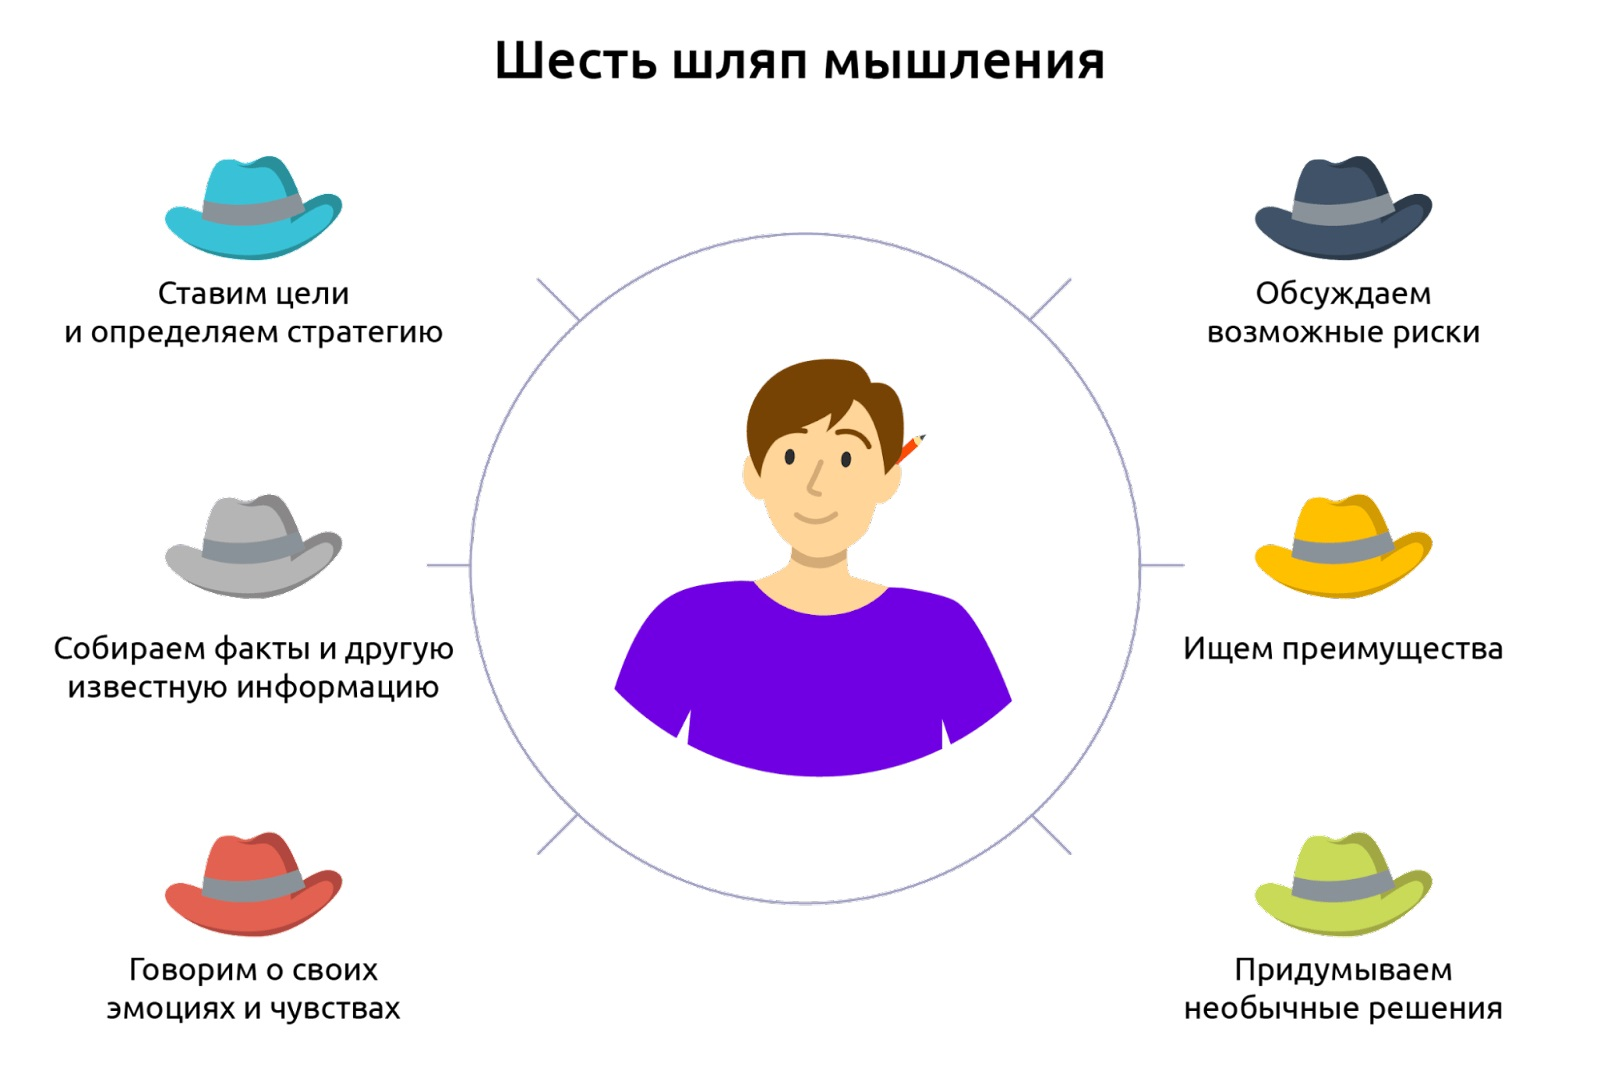 Шесть шляп мышления
Ставим цели
и определяем стратегию
Обсуждаем
возможные риски
Собираем факты и другую
известную информацию
Ищем преимущества
Говорим о своих
эмоциях и чувствах
Придумываем
необычные решения